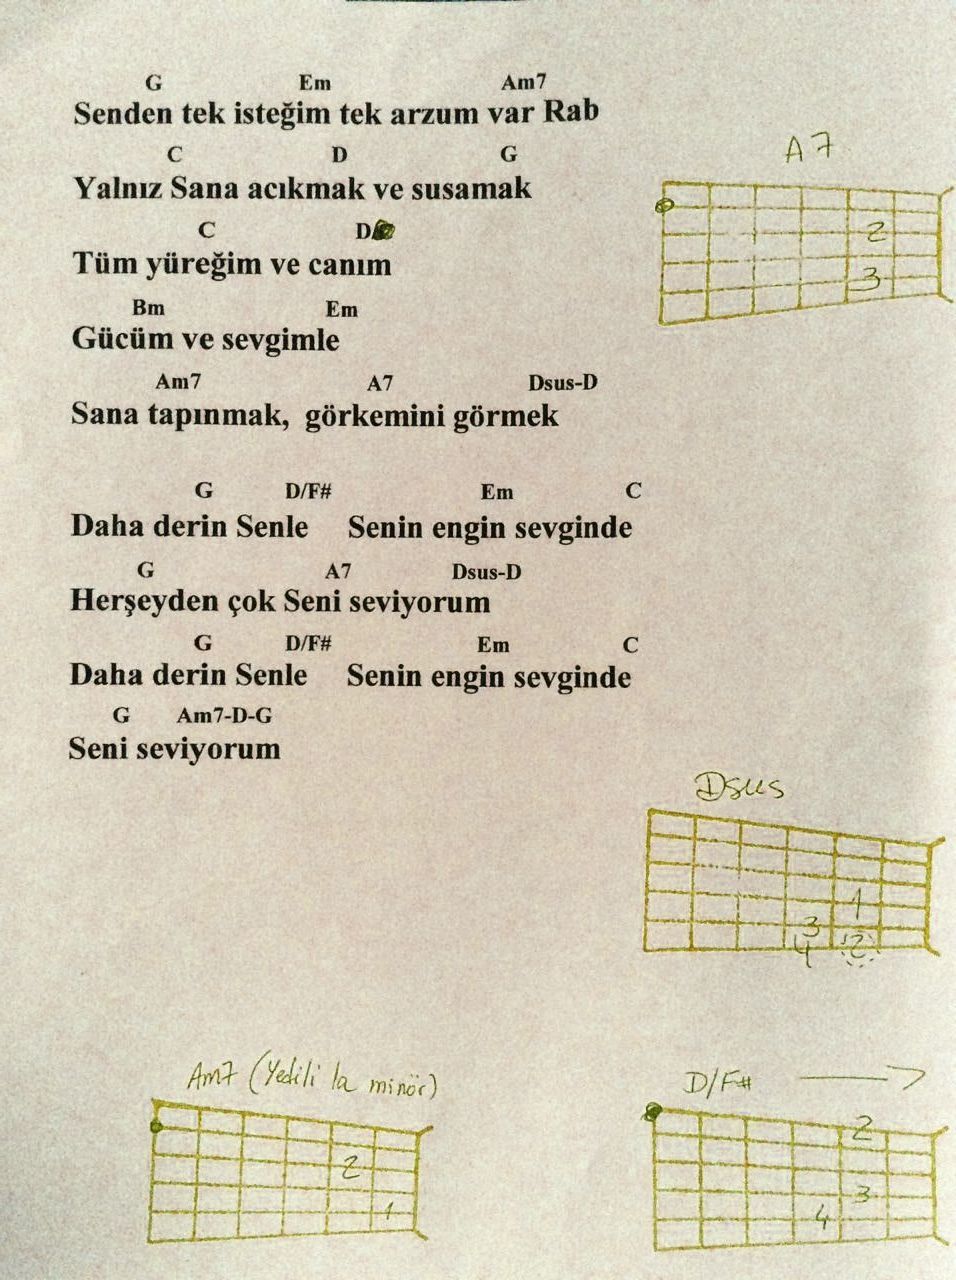 G Em Am7
Senden tek isteğim tek arzum var Rab
C D G
Yalnız Sana acıkmak ve susamak
C D
Tüm yüreğim ve canım
Bm Em
Gücüm ve sevgimle
Am7 A7 Dsus-D
Sana tapınmak, görkemini görmek
G D/F# Em C
Daha derin Senle Senin engin sevginde
G A7 Dsus-D
Herşeyden çok Seni seviyorum
G D/F# Em C
Daha derin Senle Senin engin sevginde
G Am7-D-G
Seni seviyorum
A7
2
3
Dsus
1
3
4 2
Am7 (Yedili la minör)
2
1
D/F#
2
3
4